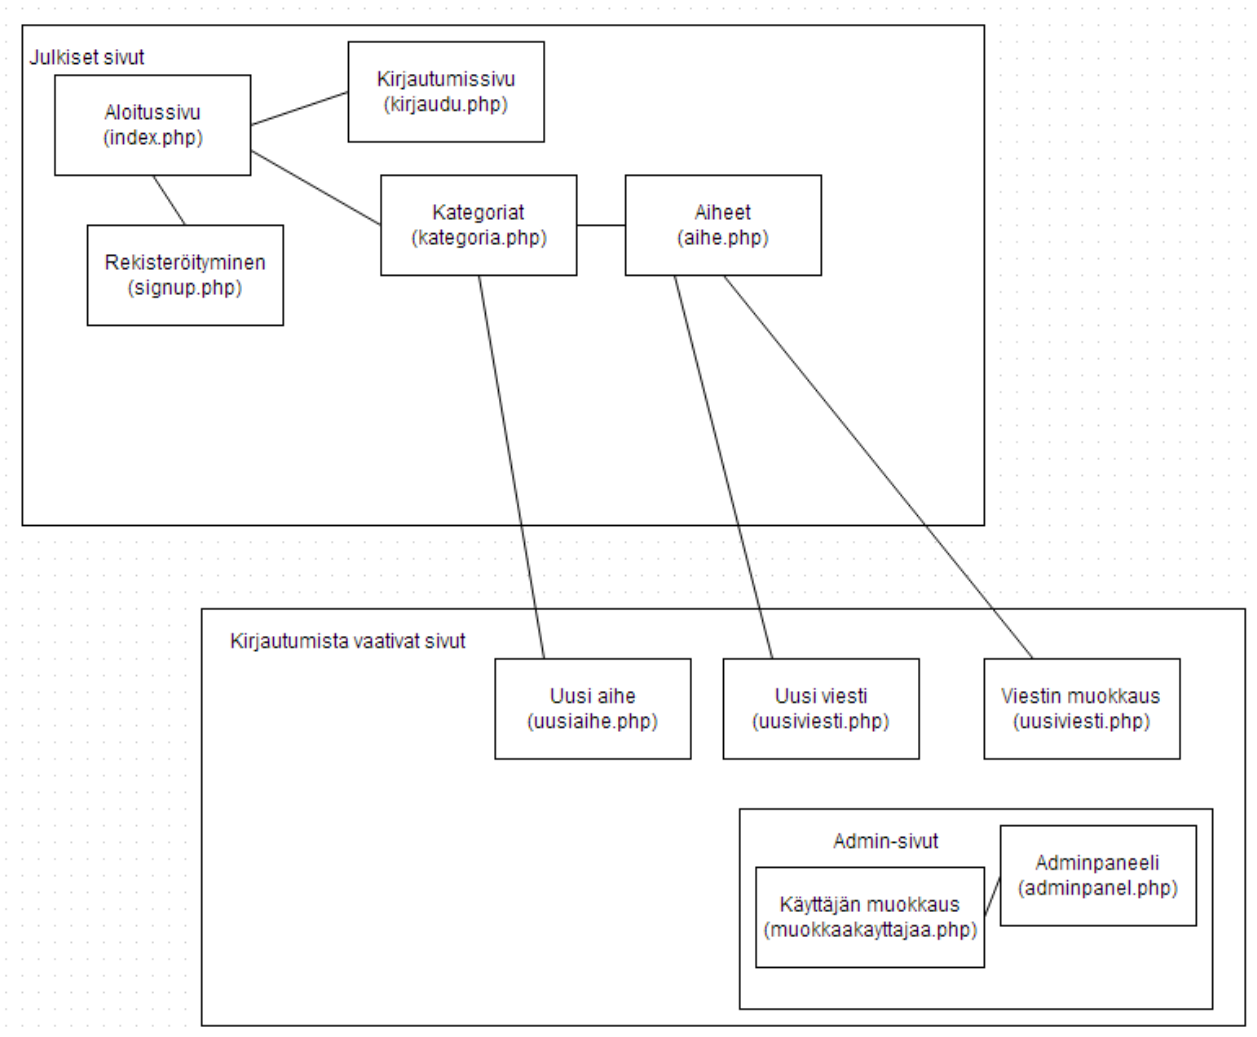 Julkiset sivut
Aloitussivu
(index.php)
Kirjautumissivu
(kirjaudu.php)
Rekisteröityminen
(signup.php)
Kategoriat
(kategoria.php)
Aiheet
(aihe.php)
Kirjautumista vaativat sivut
Uusi aihe
(uusiaihe.php)
Uusi viesti
(uusiviesti.php)
Viestin muokkaus
(uusiviesti.php)
Admin-sivut
Käyttäjän muokkaus
(muokkaakayttajaa.php)
Adminpaneeli
(adminpanel.php)